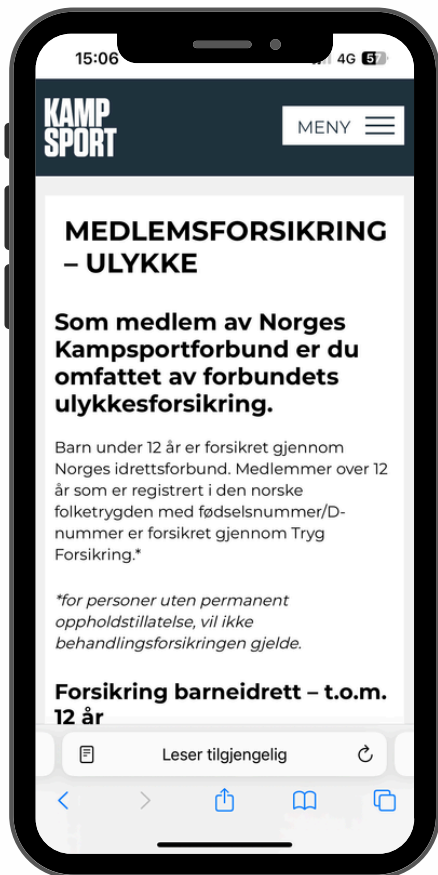 15:06
4G 57
KAMP
SPORT
MENY
MEDLEMSFORSIKRING
– ULYKKE
Som medlem av Norges
Kampsportforbund er du
omfattet av forbundets
ulykkesforsikring.
Barn under 12 år er forsikret gjennom
Norges idrettsforbund. Medlemmer over 12
år som er registrert i den norske
folketrygden med fødselsnummer/D-
nummer er forsikret gjennom Tryg
Forsikring.*
*for personer uten permanent
oppholdstillatelse, vil ikke
behandlingsforsikringen gjelde.
Forsikring barneidrett – t.o.m.
12 år
Leser tilgjengelig